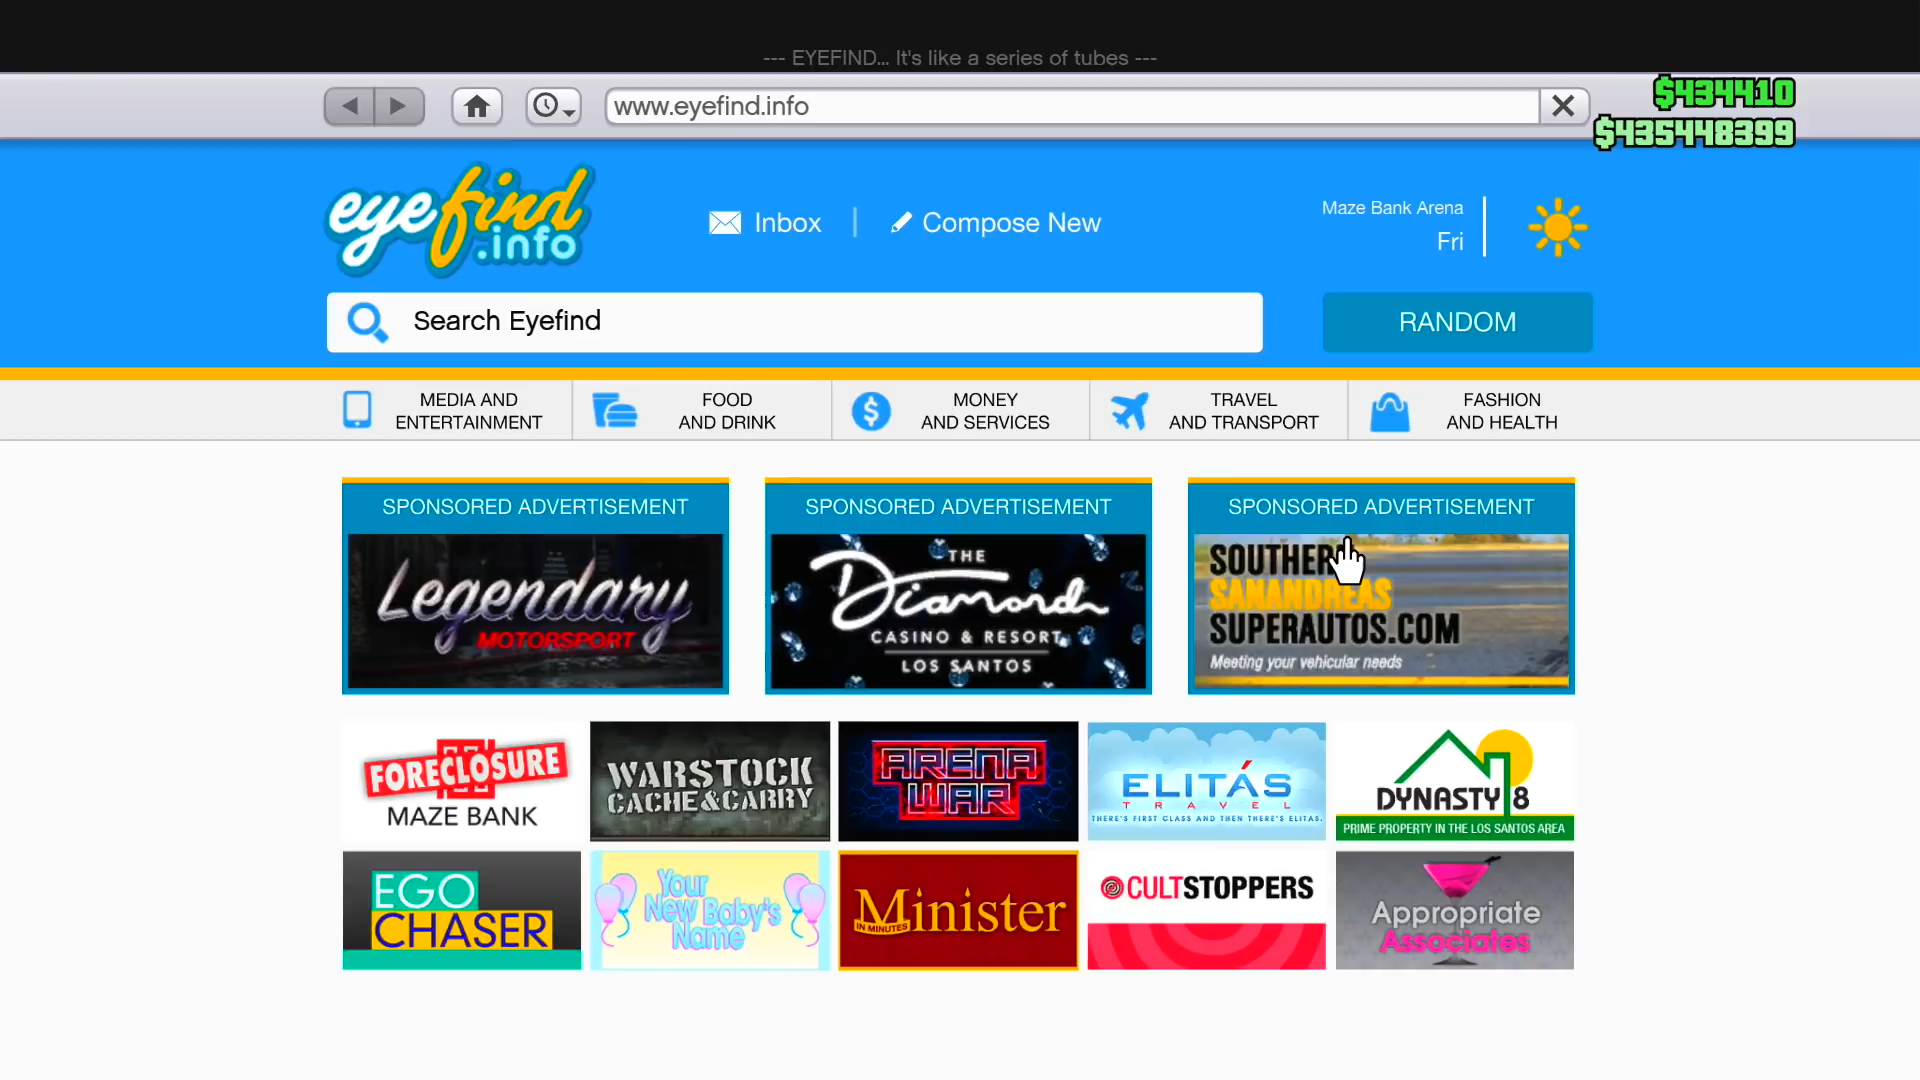 --- EYEFIND... It's like a series of tubes ---
www.eyefind.info
$434410
$435448399
eyefind
.info
Inbox
Compose New
Maze Bank Arena
Fri
Search Eyefind
RANDOM
MEDIA AND
ENTERTAINMENT
FOOD
AND DRINK
MONEY
AND SERVICES
TRAVEL
AND TRANSPORT
FASHION
AND HEALTH
SPONSORED ADVERTISEMENT
Legendary
MOTORSPORT
SPONSORED ADVERTISEMENT
THE
Diamond
CASINO & RESORT
LOS SANTOS
SPONSORED ADVERTISEMENT
SOUTHERN
SANANDREAS
SUPERAUTOS.COM
Meeting your vehicular needs
FORECLOSURE
MAZE BANK
WARSTOCK
CACHE&CARRY
ARENA
WAR
ELITÁS
TRAVEL
THERE'S FIRST CLASS AND THEN THERE'S ELITAS.
DYNASTY 8
PRIME PROPERTY IN THE LOS SANTOS AREA
EGO
CHASER
Your
New Baby's
Name
Minister
IN MINUTES
CULTSTOPPERS
Appropriate
Associates